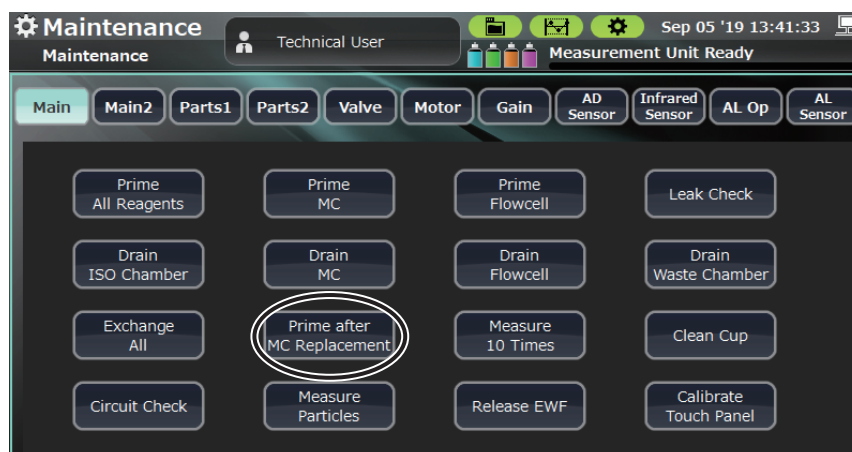 Maintenance
Maintenance
Technical User
Sep 05 '19 13:41:33
Measurement Unit Ready
Main
Main2
Parts1
Parts2
Valve
Motor
Gain
AD
Sensor
Infrared
Sensor
AL Op
AL
Sensor
Prime
All Reagents
Prime
MC
Prime
Flowcell
Leak Check
Drain
ISO Chamber
Drain
MC
Drain
Flowcell
Drain
Waste Chamber
Exchange
All
Prime after
MC Replacement
Measure
10 Times
Clean Cup
Circuit Check
Measure
Particles
Release EWF
Calibrate
Touch Panel